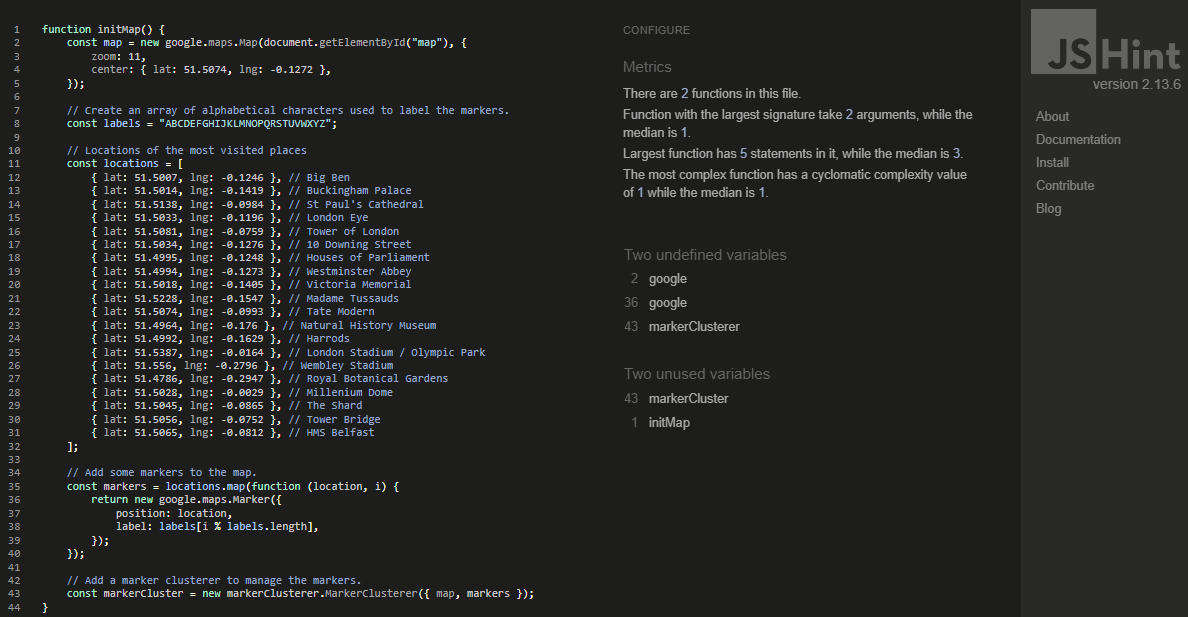 1 function initMap() {
2 const map = new google.maps.Map(document.getElementById("map"), {
3 zoom: 11,
4 center: { lat: 51.5074, lng: -0.1272 },
5 });
6
7 // Create an array of alphabetical characters used to label the markers.
8 const labels = "ABCDEFGHIJKLMNOPQRSTUVWXYZ";
9
10 // Locations of the most visited places
11 const locations = [
12 { lat: 51.5007, lng: -0.1246 }, // Big Ben
13 { lat: 51.5014, lng: -0.1419 }, // Buckingham Palace
14 { lat: 51.5138, lng: -0.0984 }, // St Paul's Cathedral
15 { lat: 51.5033, lng: -0.1196 }, // London Eye
16 { lat: 51.5081, lng: -0.0759 }, // Tower of London
17 { lat: 51.5034, lng: -0.1276 }, // 10 Downing Street
18 { lat: 51.4995, lng: -0.1248 }, // Houses of Parliament
19 { lat: 51.4994, lng: -0.1273 }, // Westminster Abbey
20 { lat: 51.5018, lng: -0.1405 }, // Victoria Memorial
21 { lat: 51.5228, lng: -0.1547 }, // Madame Tussauds
22 { lat: 51.5074, lng: -0.0993 }, // Tate Modern
23 { lat: 51.4964, lng: -0.176 }, // Natural History Museum
24 { lat: 51.4992, lng: -0.1629 }, // Harrods
25 { lat: 51.5387, lng: -0.0164 }, // London Stadium / Olympic Park
26 { lat: 51.556, lng: -0.2796 }, // Wembley Stadium
27 { lat: 51.4786, lng: -0.2947 }, // Royal Botanical Gardens
28 { lat: 51.5028, lng: -0.0029 }, // Millenium Dome
29 { lat: 51.5045, lng: -0.0865 }, // The Shard
30 { lat: 51.5056, lng: -0.0752 }, // Tower Bridge
31 { lat: 51.5065, lng: -0.0812 }, // HMS Belfast
32 ];
33
34 // Add some markers to the map.
35 const markers = locations.map(function (location, i) {
36 return new google.maps.Marker({
37 position: location,
38 label: labels[i % labels.length],
39 });
40 });
41
42 // Add a marker clusterer to manage the markers.
43 const markerCluster = new markerClusterer.MarkerClusterer({ map, markers });
44 }
CONFIGURE
Metrics
There are 2 functions in this file.
Function with the largest signature take 2 arguments, while the
median is 1.
Largest function has 5 statements in it, while the median is 3.
The most complex function has a cyclomatic complexity value
of 1 while the median is 1.
Two undefined variables
2 google
36 google
43 markerClusterer
Two unused variables
43 markerCluster
1 initMap
JSHint
version 2.13.6
About
Documentation
Install
Contribute
Blog